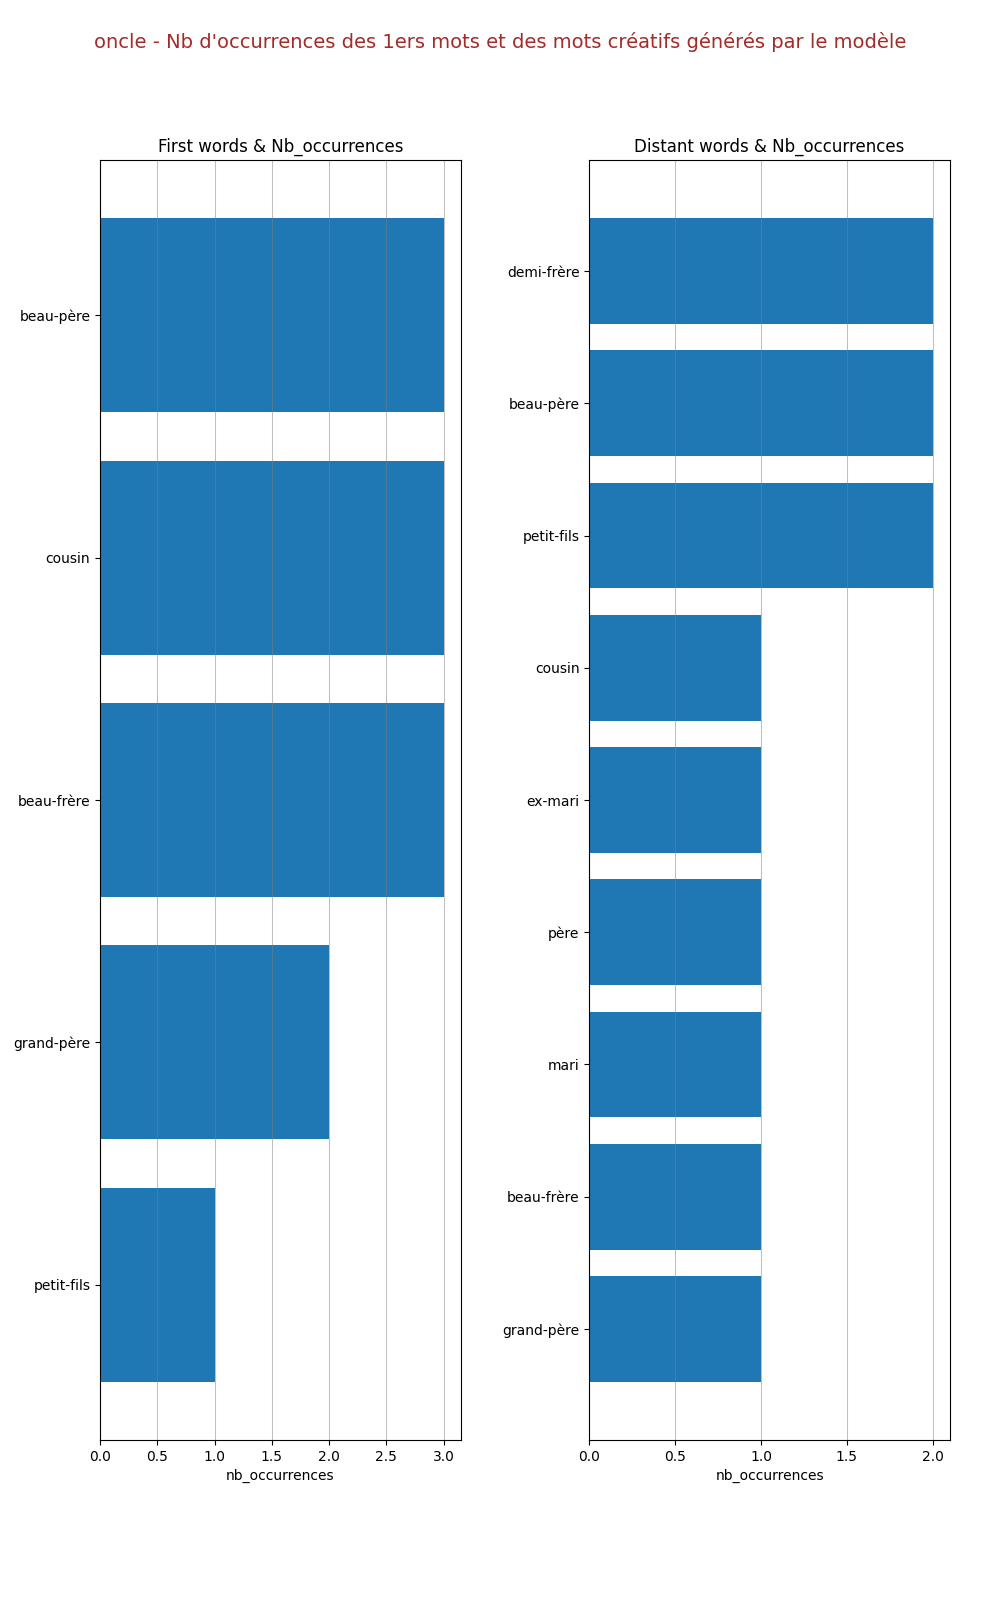 oncle - Nb d'occurrences des 1ers mots et des mots créatifs générés par le modèle
First words & Nb_occurrences
beau-père
cousin
beau-frère
grand-père
petit-fils
0.0 0.5 1.0 1.5 2.0 2.5 3.0
nb_occurrences
Distant words & Nb_occurrences
demi-frère
beau-père
petit-fils
cousin
ex-mari
père
mari
beau-frère
grand-père
0.0 0.5 1.0 1.5 2.0
nb_occurrences